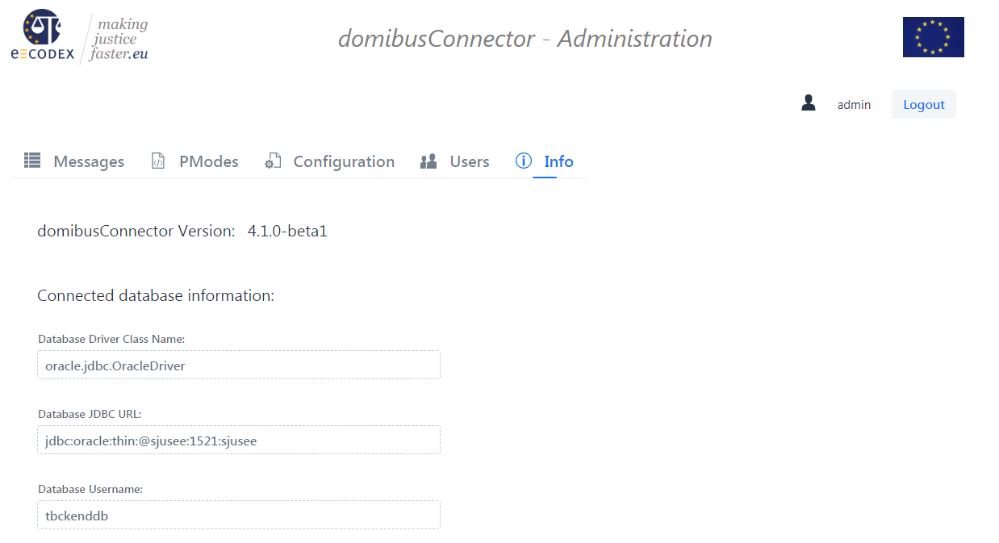 making
justice
faster.eu
e-CODEX
domibusConnector - Administration
admin
Logout
Messages
PModes
Configuration
Users
Info
domibusConnector Version: 4.1.0-beta1
Connected database information:
Database Driver Class Name:
oracle.jdbc.OracleDriver
Database JDBC URL:
jdbc:oracle:thin:@sjusee:1521:sjusee
Database Username:
tbckenddb